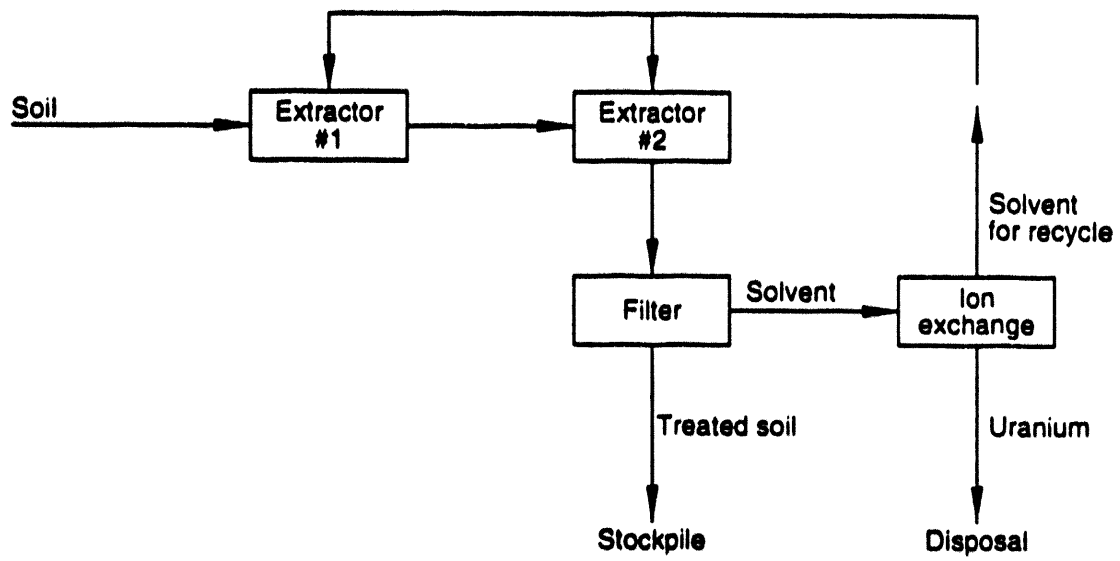 Soil
Extractor
#1
Extractor
#2
Solvent
for recycle
Filter
Solvent
Ion
exchange
Treated soil
Uranium
Stockpile
Disposal